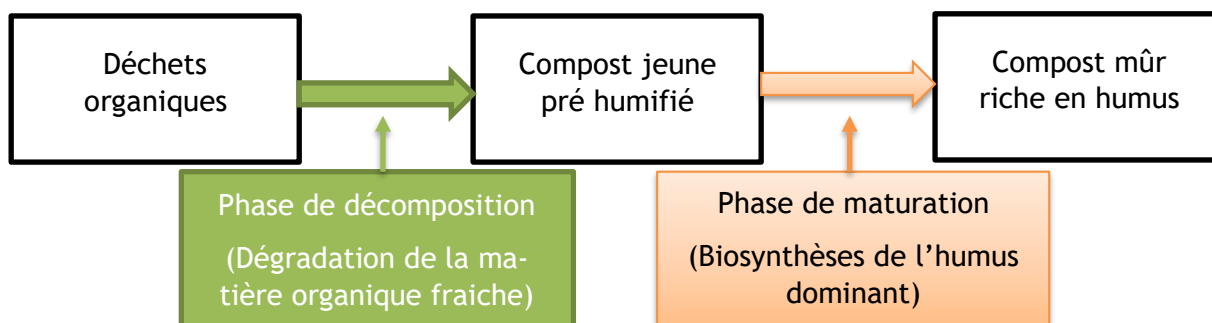 Déchets
organiques
Compost jeune
pré humifié
Compost mûr
riche en humus
Phase de décomposition
(Dégradation de la ma-
tière organique fraiche)
Phase de maturation
(Biosynthèses de l’humus
dominant)